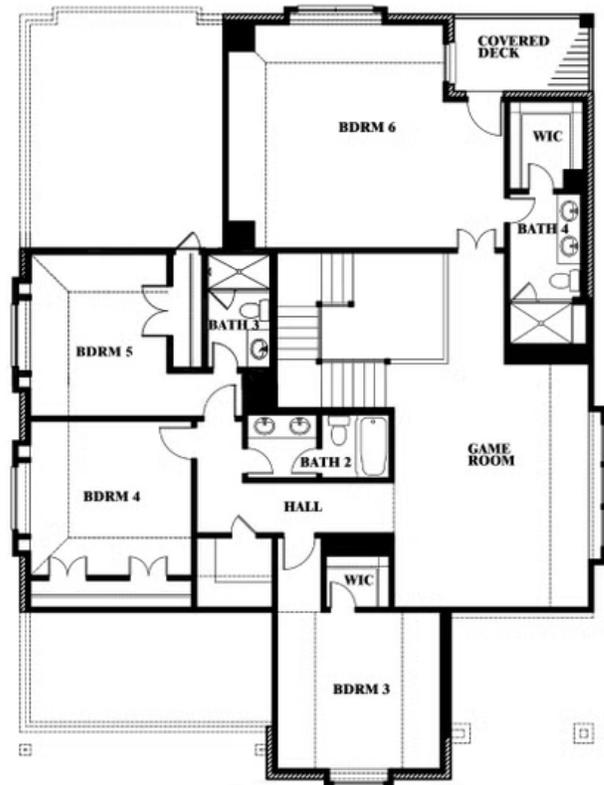 COVERED
DECK
BDRM 6
WIC
BATH 4
BATH 3
BDRM 5
GAME
ROOM
BATH 2
BDRM 4
HALL
WIC
BDRM 3